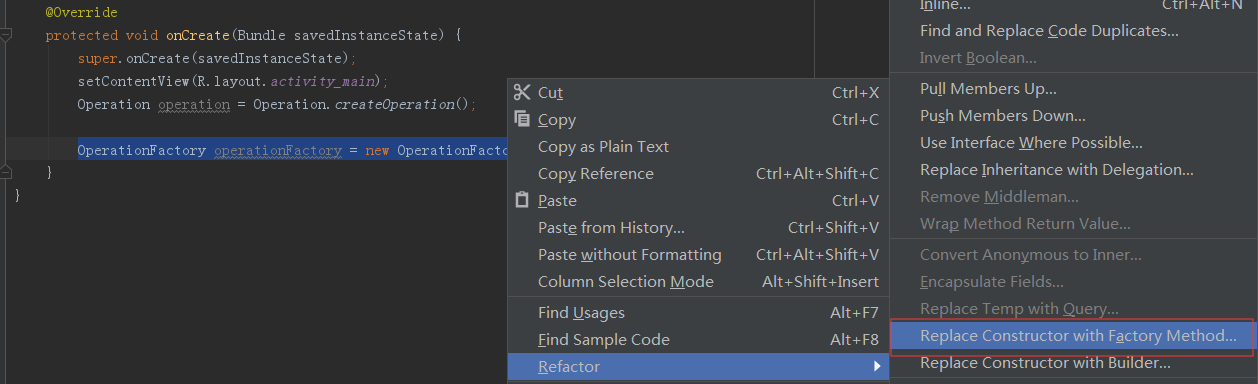 @Override
protected void onCreate(Bundle savedInstanceState) {
super.onCreate(savedInstanceState);
setContentView(R.layout.activity_main);
Operation operation = Operation.createOperation();
OperationFactory operationFactory = new OperationFacto
}
}
Cut Ctrl+X
Copy Ctrl+C
Copy as Plain Text
Copy Reference Ctrl+Alt+Shift+C
Paste Ctrl+V
Paste from History... Ctrl+Shift+V
Paste without Formatting Ctrl+Alt+Shift+V
Column Selection Mode Alt+Shift+Insert
Find Usages Alt+F7
Find Sample Code Alt+F8
Refactor
Inline... Ctrl+Alt+N
Find and Replace Code Duplicates...
Invert Boolean...
Pull Members Up...
Push Members Down...
Use Interface Where Possible...
Replace Inheritance with Delegation...
Remove Middleman...
Wrap Method Return Value...
Convert Anonymous to Inner...
Encapsulate Fields...
Replace Temp with Query...
Replace Constructor with Factory Method...
Replace Constructor with Builder...